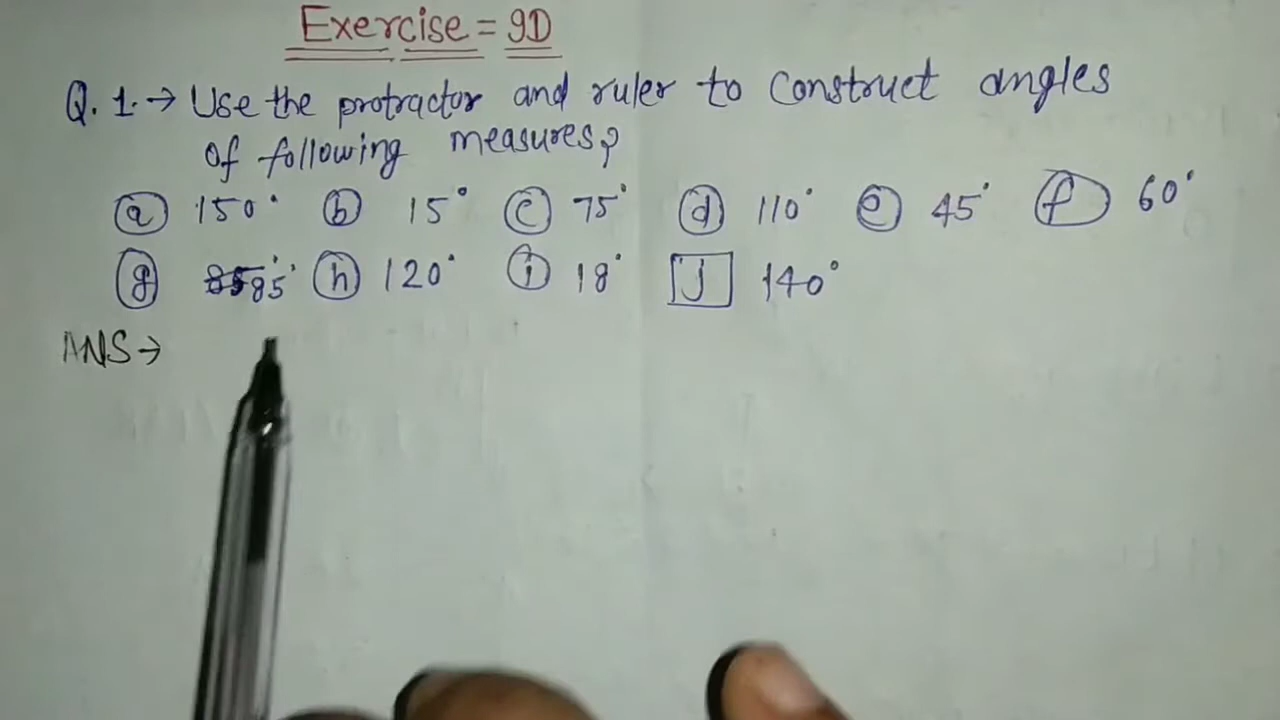 Exercise = 9D
Q. 1.→ Use the protractor and ruler to construct angles
of following measures?
(a) 150° (b) 15° (c) 75° (d) 110° (e) 45° (f) 60°
(g) 85° (h) 120° (i) 18° [J] 140°
ANS→